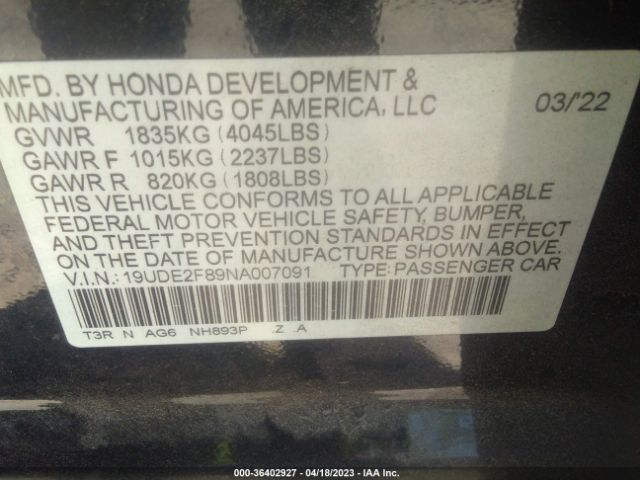 MFD. BY HONDA DEVELOPMENT &
MANUFACTURING OF AMERICA, LLC 03/'22
GVWR 1835KG (4045LBS)
GAWR F 1015KG (2237LBS)
GAWR R 820KG (1808LBS)
THIS VEHICLE CONFORMS TO ALL APPLICABLE
FEDERAL MOTOR VEHICLE SAFETY, BUMPER,
AND THEFT PREVENTION STANDARDS IN EFFECT
ON THE DATE OF MANUFACTURE SHOWN ABOVE.
V.I.N.: 19UDE2F89NA007091 TYPE: PASSENGER CAR
T3R N AG6 NH893P .Z .A
000-36402927 - 04/18/2023 - IAA Inc.